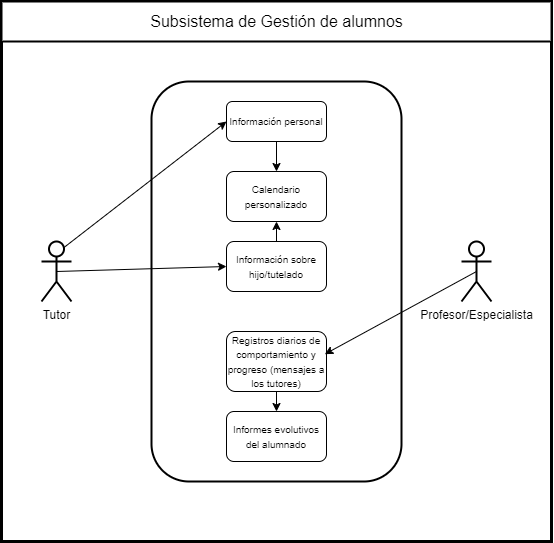 Subsistema de Gestión de alumnos
Información personal
Calendario
personalizado
Información sobre
hijo/tutelado
Tutor
Profesor/Especialista
Registros diarios de
comportamiento y
progreso (mensajes a
los tutores)
Informes evolutivos
del alumnado